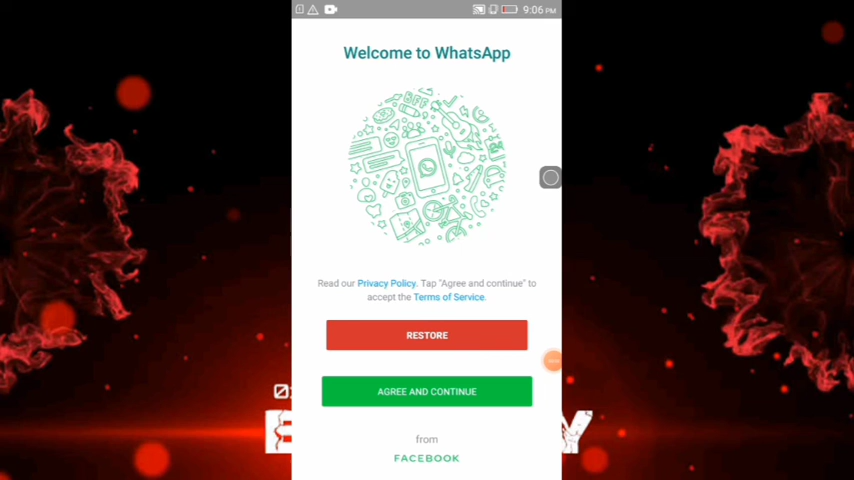 9:06 PM
Welcome to WhatsApp
BFF
Read our Privacy Policy. Tap "Agree and continue" to
accept the Terms of Service.
RESTORE
AGREE AND CONTINUE
from
FACEBOOK